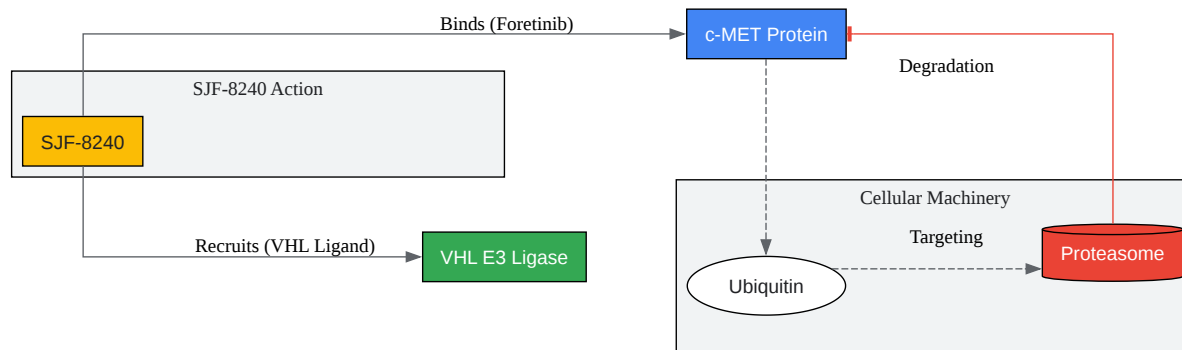 Binds (Foretinib)
c-MET Protein
Degradation
SJF-8240 Action
SJF-8240
Cellular Machinery
Targeting
Recruits (VHL Ligand)
VHL E3 Ligase
Proteasome
Ubiquitin